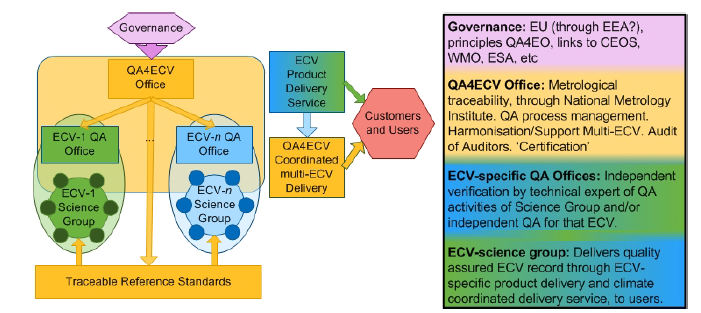 Governance
QA4ECV
Office
ECV-1 QA
Office
...
ECV-n QA
Office
ECV-1
Science
Group
ECV-n
Science
Group
Traceable Reference Standards
ECV
Product
Delivery
Service
QA4ECV
Coordinated
multi-ECV
Delivery
Customers
and Users
Governance: EU (through EEA?),
principles QA4EO, links to CEOS,
WMO, ESA, etc
QA4ECV Office: Metrological
traceability, through National Metrology
Institute. QA process management.
Harmonisation/Support Multi-ECV. Audit
of Auditors. ‘Certification’
ECV-specific QA Offices: Independent
verification by technical expert of QA
activities of Science Group and/or
independent QA for that ECV.
ECV-science group: Delivers quality
assured ECV record through ECV-
specific product delivery and climate
coordinated delivery service, to users.